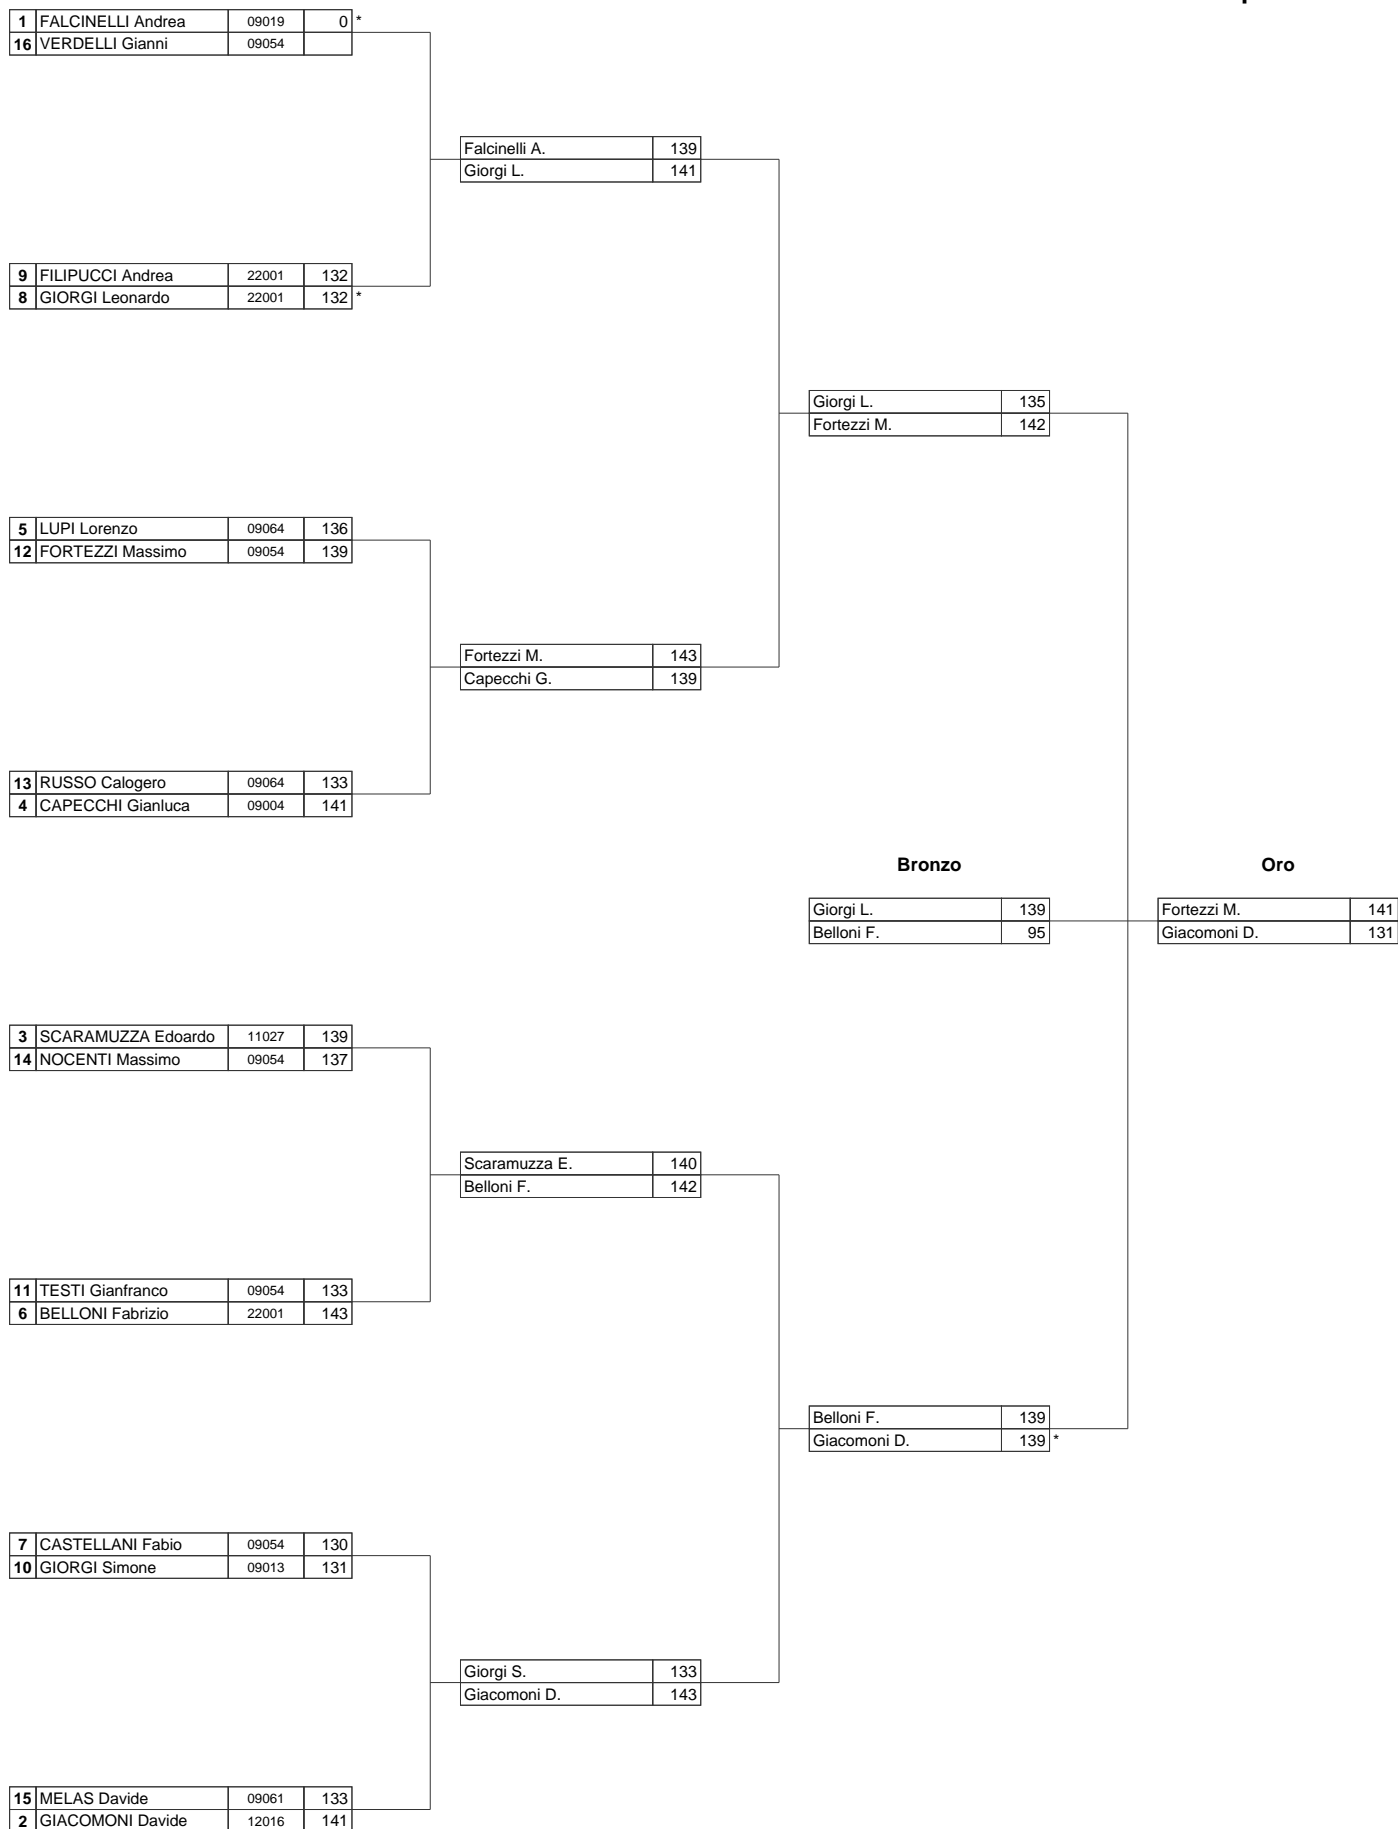 1 FALCINELLI Andrea 09019 0 *
16 VERDELLI Gianni 09054
Falcinelli A. 139
Giorgi L. 141
9 FILIPUCCI Andrea 22001 132
8 GIORGI Leonardo 22001 132 *
Giorgi L. 135
Fortezzi M. 142
5 LUPI Lorenzo 09064 136
12 FORTEZZI Massimo 09054 139
Fortezzi M. 143
Capecchi G. 139
13 RUSSO Calogero 09064 133
4 CAPECCHI Gianluca 09004 141
Bronzo Oro
Giorgi L. 139 Fortezzi M. 141
Belloni F. 95 Giacomoni D. 131
3 SCARAMUZZA Edoardo 11027 139
14 NOCENTI Massimo 09054 137
Scaramuzza E. 140
Belloni F. 142
11 TESTI Gianfranco 09054 133
6 BELLONI Fabrizio 22001 143
Belloni F. 139
Giacomoni D. 139 *
7 CASTELLANI Fabio 09054 130
10 GIORGI Simone 09013 131
Giorgi S. 133
Giacomoni D. 143
15 MELAS Davide 09061 133
2 GIACOMONI Davide 12016 141